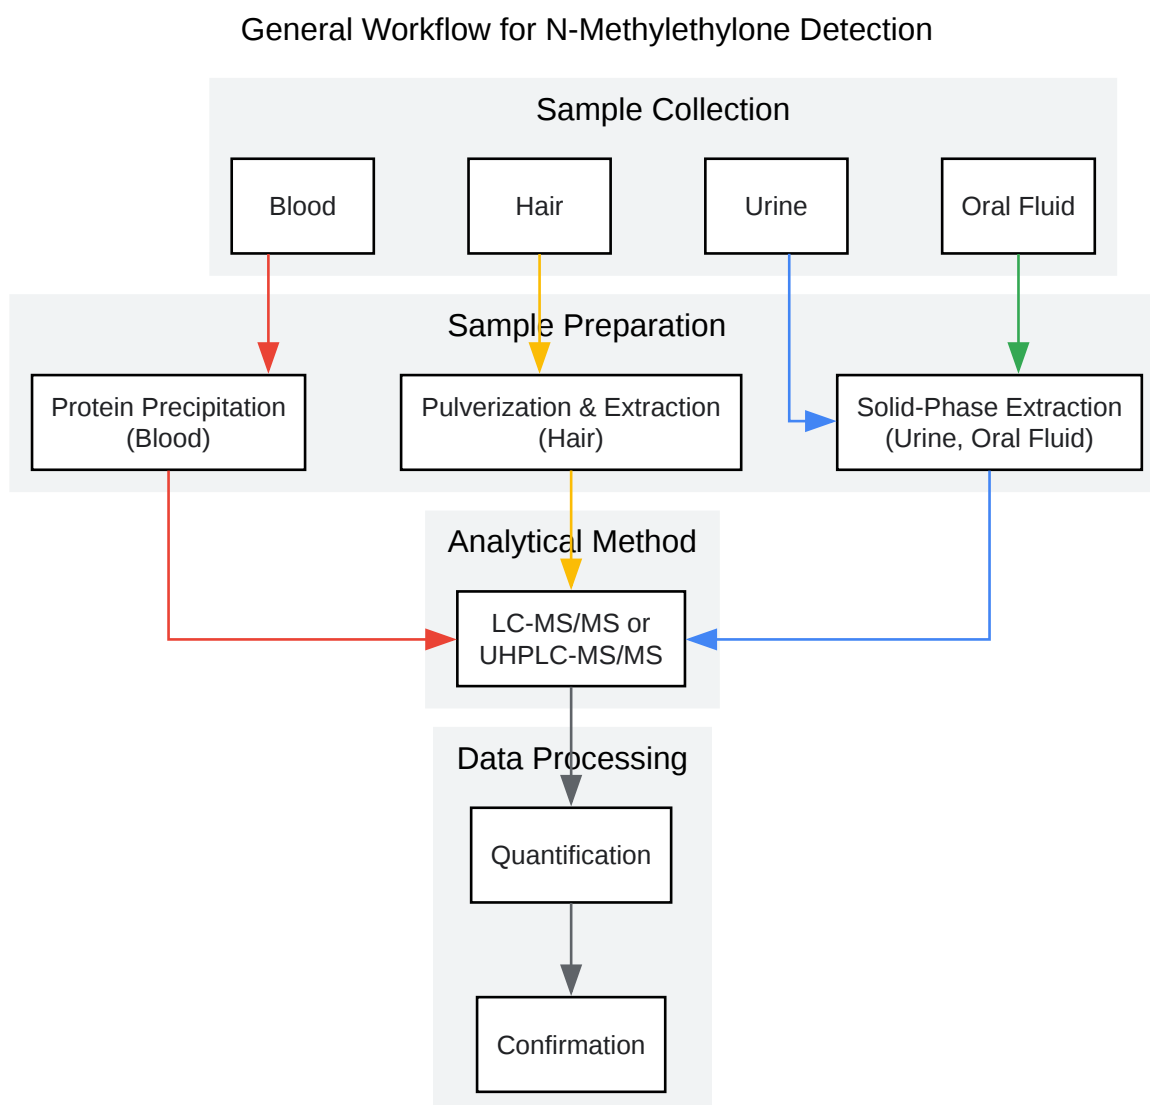 General Workflow for N-Methylethylone Detection
Sample Collection
Blood
Hair
Urine
Oral Fluid
Sample Preparation
Protein Precipitation
(Blood)
Pulverization & Extraction
(Hair)
Solid-Phase Extraction
(Urine, Oral Fluid)
Analytical Method
LC-MS/MS or
UHPLC-MS/MS
Data Processing
Quantification
Confirmation